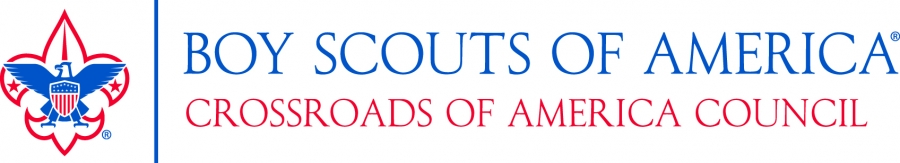 BOY SCOUTS OF AMERICA®
CROSSROADS OF AMERICA COUNCIL
®